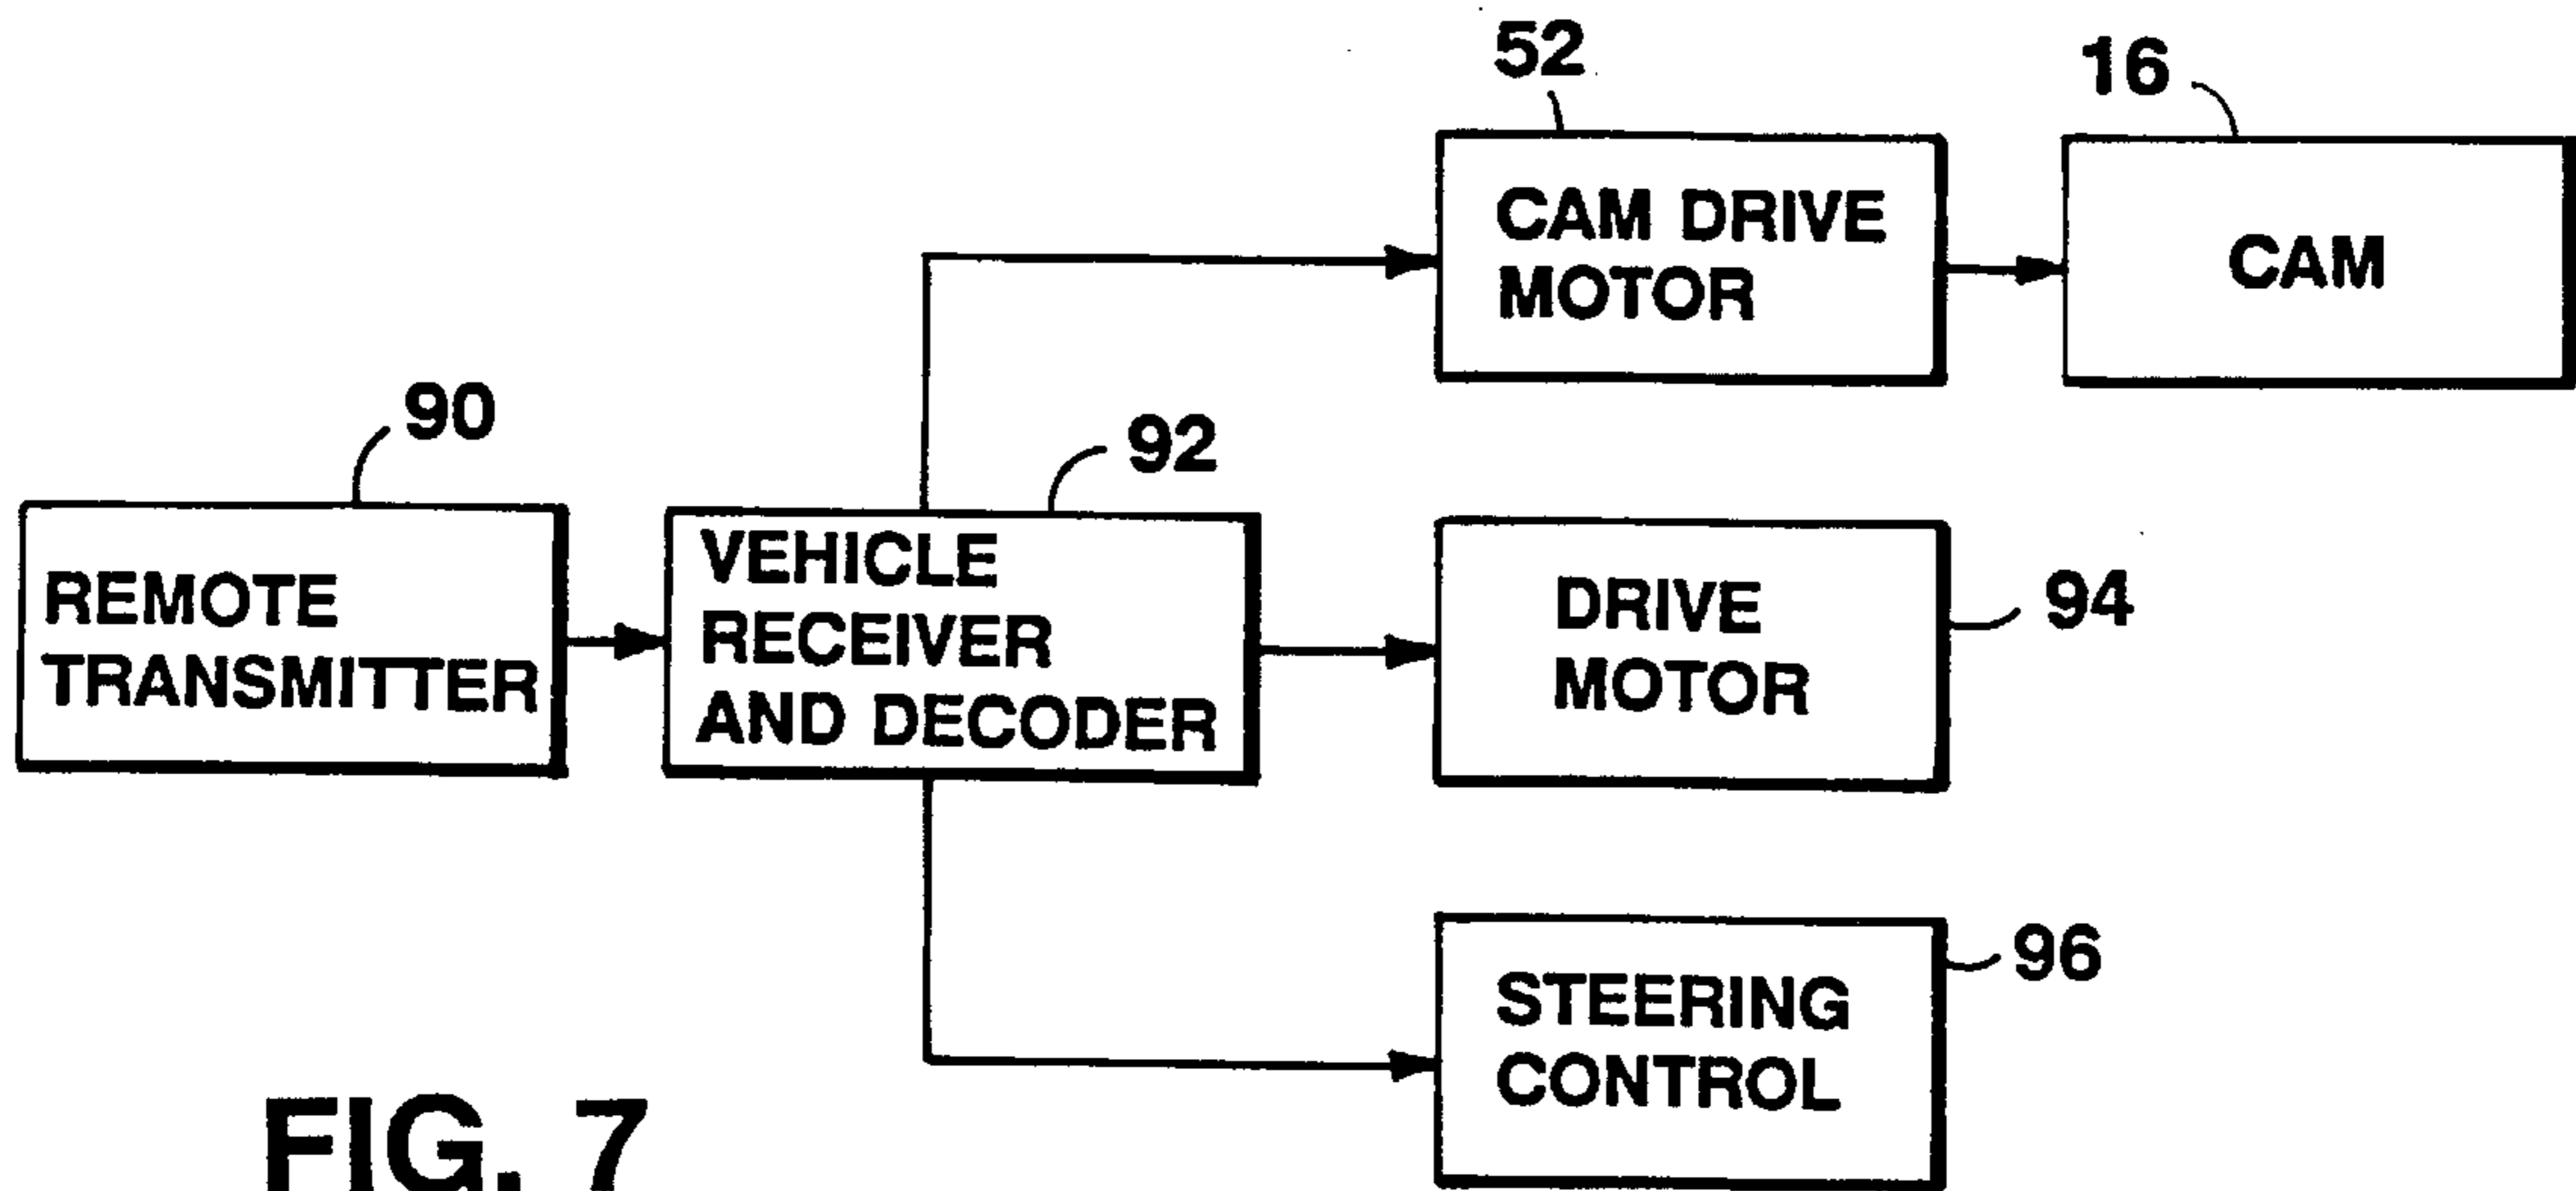 52
16
CAM DRIVE
MOTOR
CAM
90
92
REMOTE
TRANSMITTER
VEHICLE
RECEIVER
AND DECODER
DRIVE
MOTOR
94
STEERING
CONTROL
96
FIG. 7